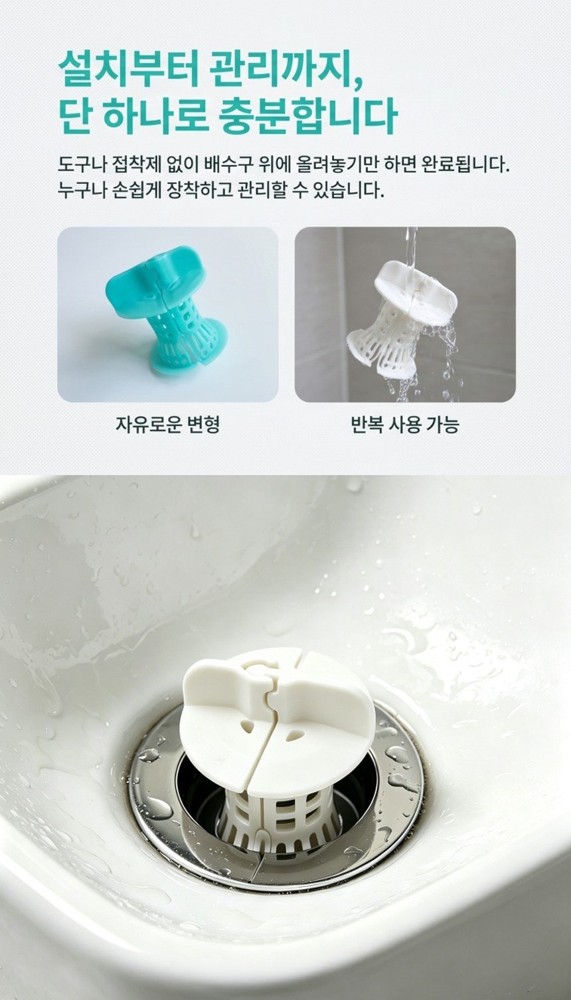 설치부터 관리까지,
단 하나로 충분합니다
도구나 접착제 없이 배수구 위에 올려놓기만 하면 완료됩니다.
누구나 손쉽게 장착하고 관리할 수 있습니다.
자유로운 변형
반복 사용 가능